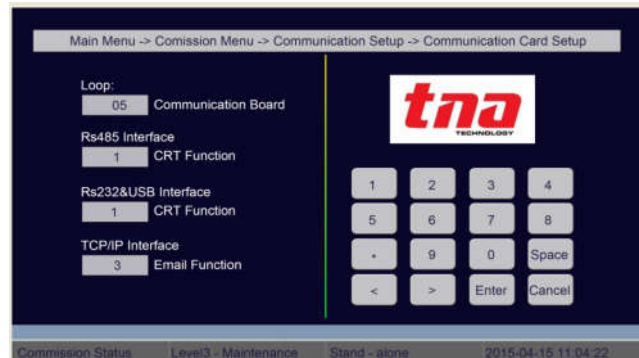 Main Menu -> Comission Menu -> Communication Setup -> Communication Card Setup
Loop:
05 Communication Board
Rs485 Interface
1 CRT Function
Rs232&USB Interface
1 CRT Function
TCP/IP Interface
3 Email Function
tna
TECHNOLOGY
1 2 3 4
5 6 7 8
. 9 0 Space
< > Enter Cancel
Commission Status Level3 - Maintenance Stand - alone 2015-04-15 11:04:22